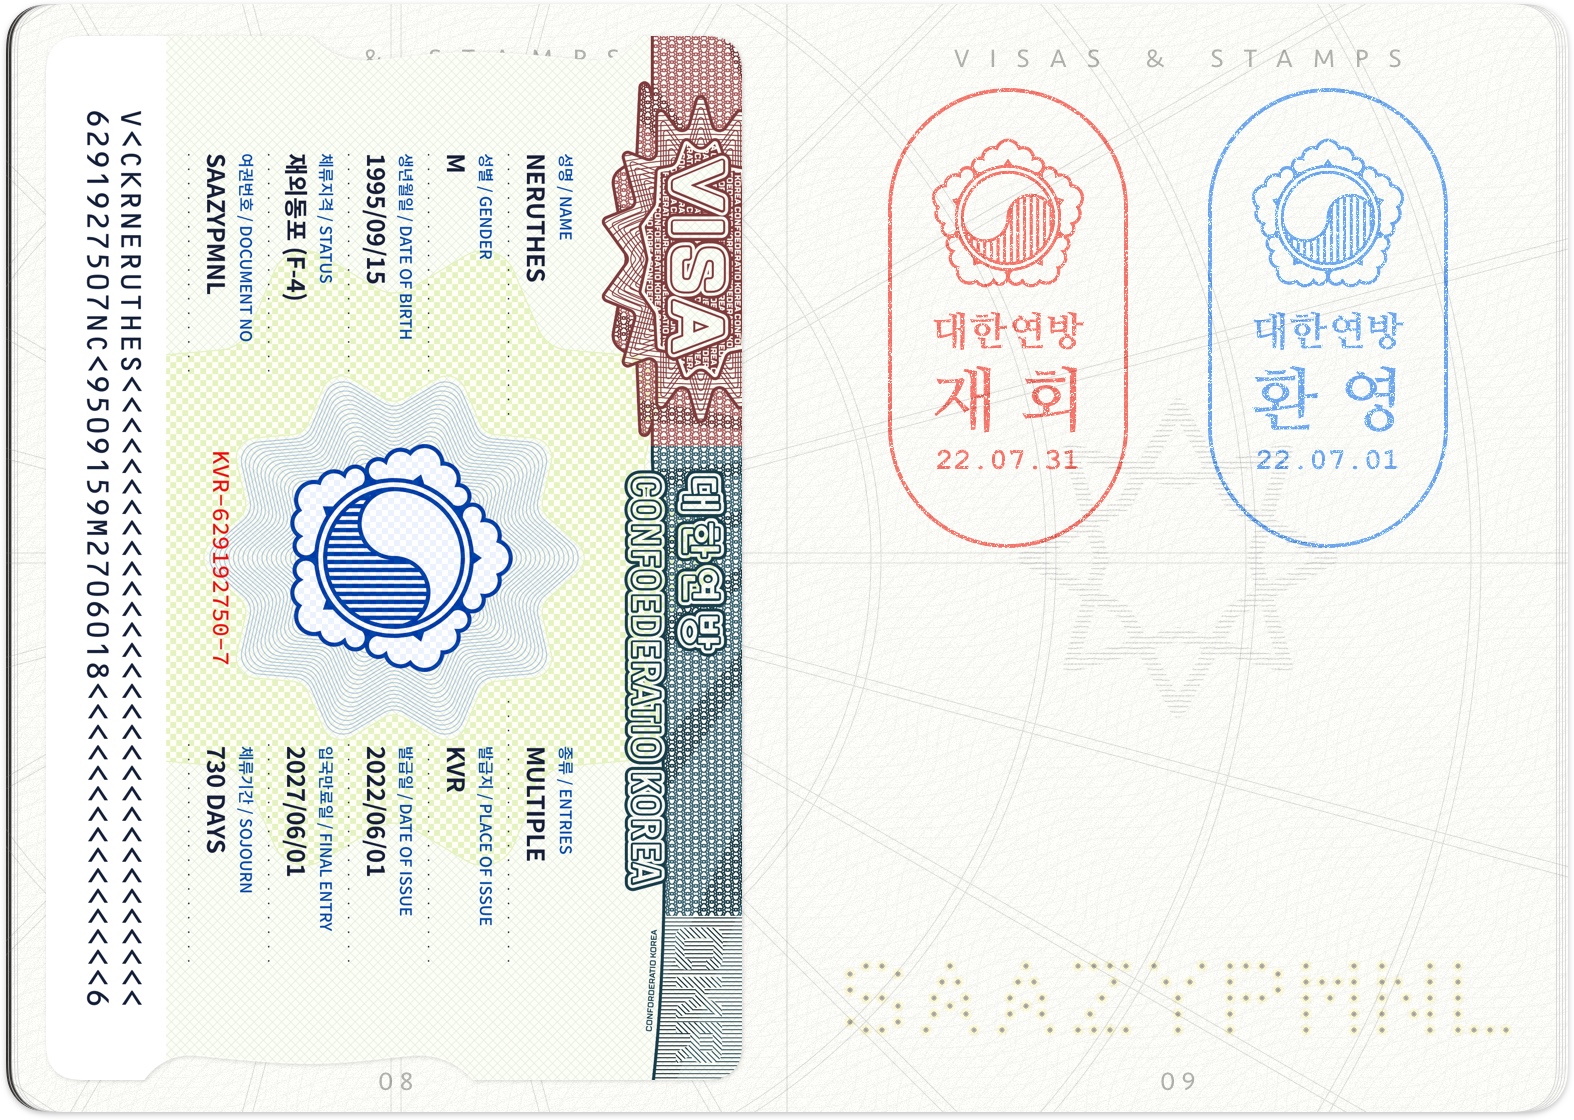 & STAMPS
VISA
대한연방
CONFOEDERATIO KOREA
CONFORDERATIO KOREA
성명 / NAME
NERUTHES
성별 / GENDER
M
생년월일 / DATE OF BIRTH
1995/09/15
체류지격 / STATUS
재외동포 (F-4)
여권번호 / DOCUMENT NO
SAAZYPMNL
종류 / ENTRIES
MULTIPLE
발급지 / PLACE OF ISSUE
KVR
발급일 / DATE OF ISSUE
2022/06/01
입국만료일 / FINAL ENTRY
2027/06/01
체류기간 / SOJOURN
730 DAYS
KVR-629192750-7
V<CKRNERUTHES<<<<<<<<<<<<<<<<<<<<<<<
6291927507NC<9509159M2706018<<<<<<<<<<<<6
08
VISAS & STAMPS
대한연방
재회
22.07.31
대한연방
환영
22.07.01
SAAZYPMNL
09